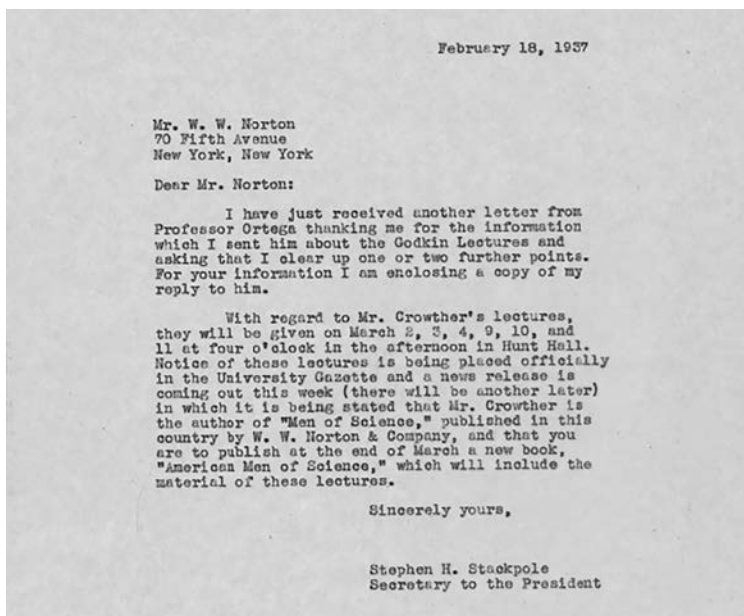 February 18, 1937
Mr. W. W. Norton
70 Fifth Avenue
New York, New York
Dear Mr. Norton:
I have just received another letter from
Professor Ortega thanking me for the information
which I sent him about the Godkin Lectures and
asking that I clear up one or two further points.
For your information I am enclosing a copy of my
reply to him.
With regard to Mr. Crowther's lectures,
they will be given on March 2, 3, 4, 9, 10, and
11 at four o'clock in the afternoon in Hunt Hall.
Notice of these lectures is being placed officially
in the University Gazette and a news release is
coming out this week (there will be another later)
in which it is being stated that Mr. Crowther is
the author of "Men of Science," published in this
country by W. W. Norton & Company, and that you
are to publish at the end of March a new book,
"American Men of Science," which will include the
material of these lectures.
Sincerely yours,
Stephen H. Stackpole
Secretary to the President